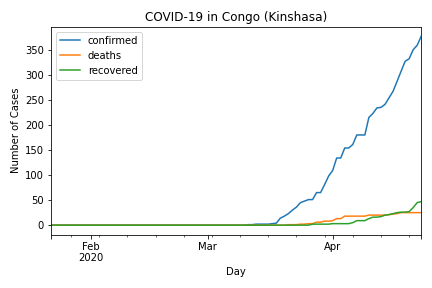 COVID-19 in Congo (Kinshasa)
confirmed
deaths
recovered
Number of Cases
350
300
250
200
150
100
50
0
Feb Mar Apr
2020
Day